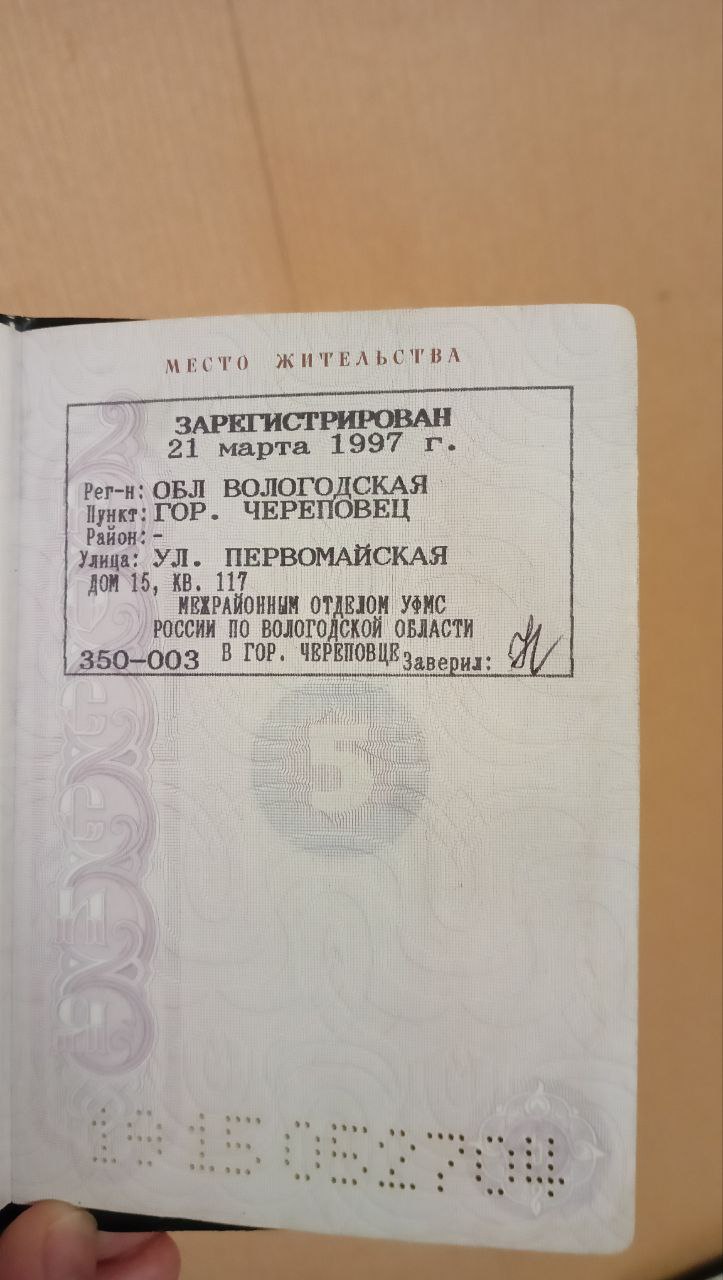 МЕСТО ЖИТЕЛЬСТВА
ЗАРЕГИСТРИРОВАН
21 марта 1997 г.
Рег-н: ОБЛ ВОЛОГОДСКАЯ
Пункт: ГОР. ЧЕРЕПОВЕЦ
Район: -
Улица: УЛ. ПЕРВОМАЙСКАЯ
ДОМ 15, КВ. 117
МЕЖРАЙОННЫМ ОТДЕЛОМ УФМС
РОССИИ ПО ВОЛОГОДСКОЙ ОБЛАСТИ
350-003 В ГОР. ЧЕРЕПОВЦЕ Заверил:
5
1915052704